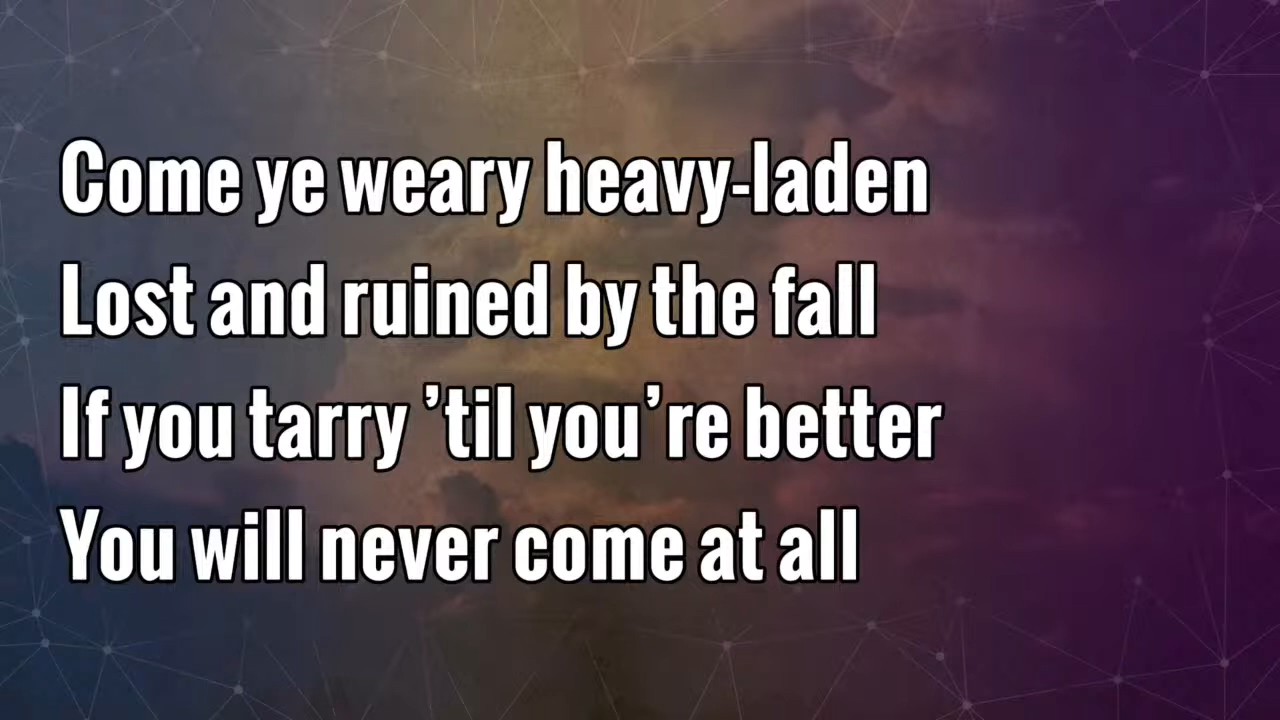 Come ye weary heavy-laden
Lost and ruined by the fall
If you tarry ’til you’re better
You will never come at all